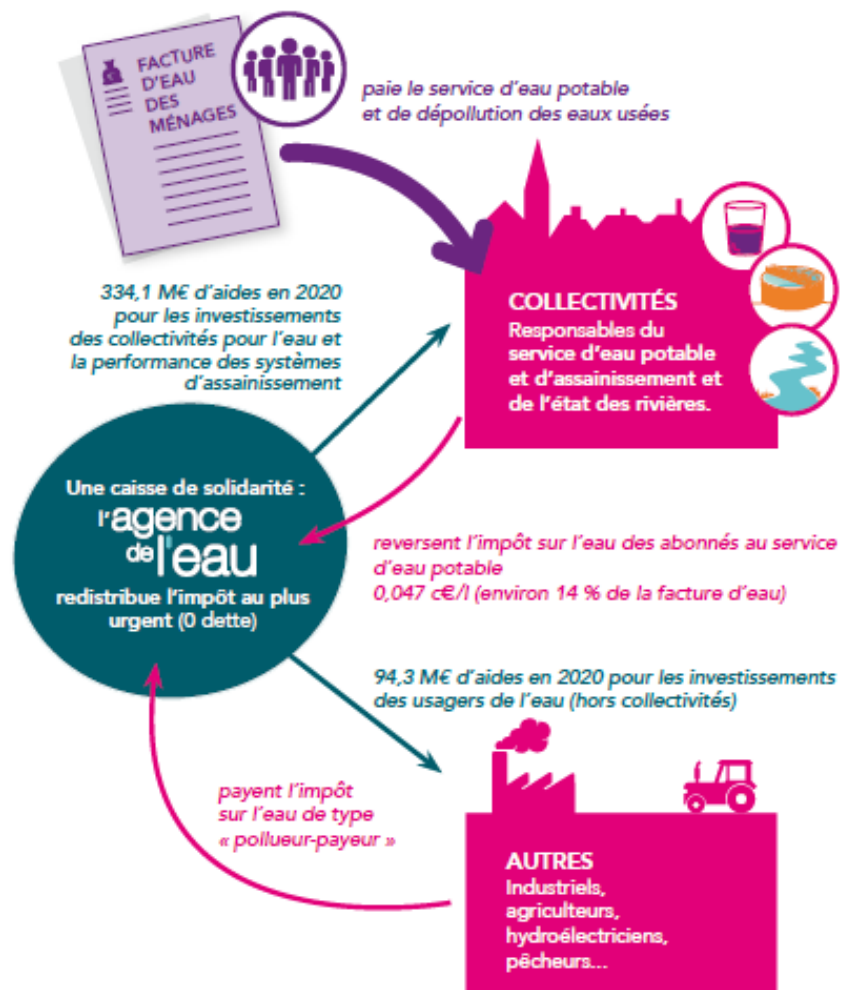 FACTURE
D'EAU
DES
MÉNAGES
paie le service d'eau potable
et de dépollution des eaux usées
334,1 M€ d'aides en 2020
pour les investissements
des collectivités pour l'eau et
la performance des systèmes
d'assainissement
COLLECTIVITÉS
Responsables du
service d'eau potable
et d'assainissement et
de l'état des rivières.
Une caisse de solidarité :
l'agence
de l'eau
redistribue l'impôt au plus
urgent (0 dette)
reversent l'impôt sur l'eau des abonnés au service
d'eau potable
0,047 c€/l (environ 14 % de la facture d'eau)
94,3 M€ d'aides en 2020 pour les investissements
des usagers de l'eau (hors collectivités)
payent l'impôt
sur l'eau de type
« pollueur-payeur »
AUTRES
Industriels,
agriculteurs,
hydroélectriciens,
pêcheurs...